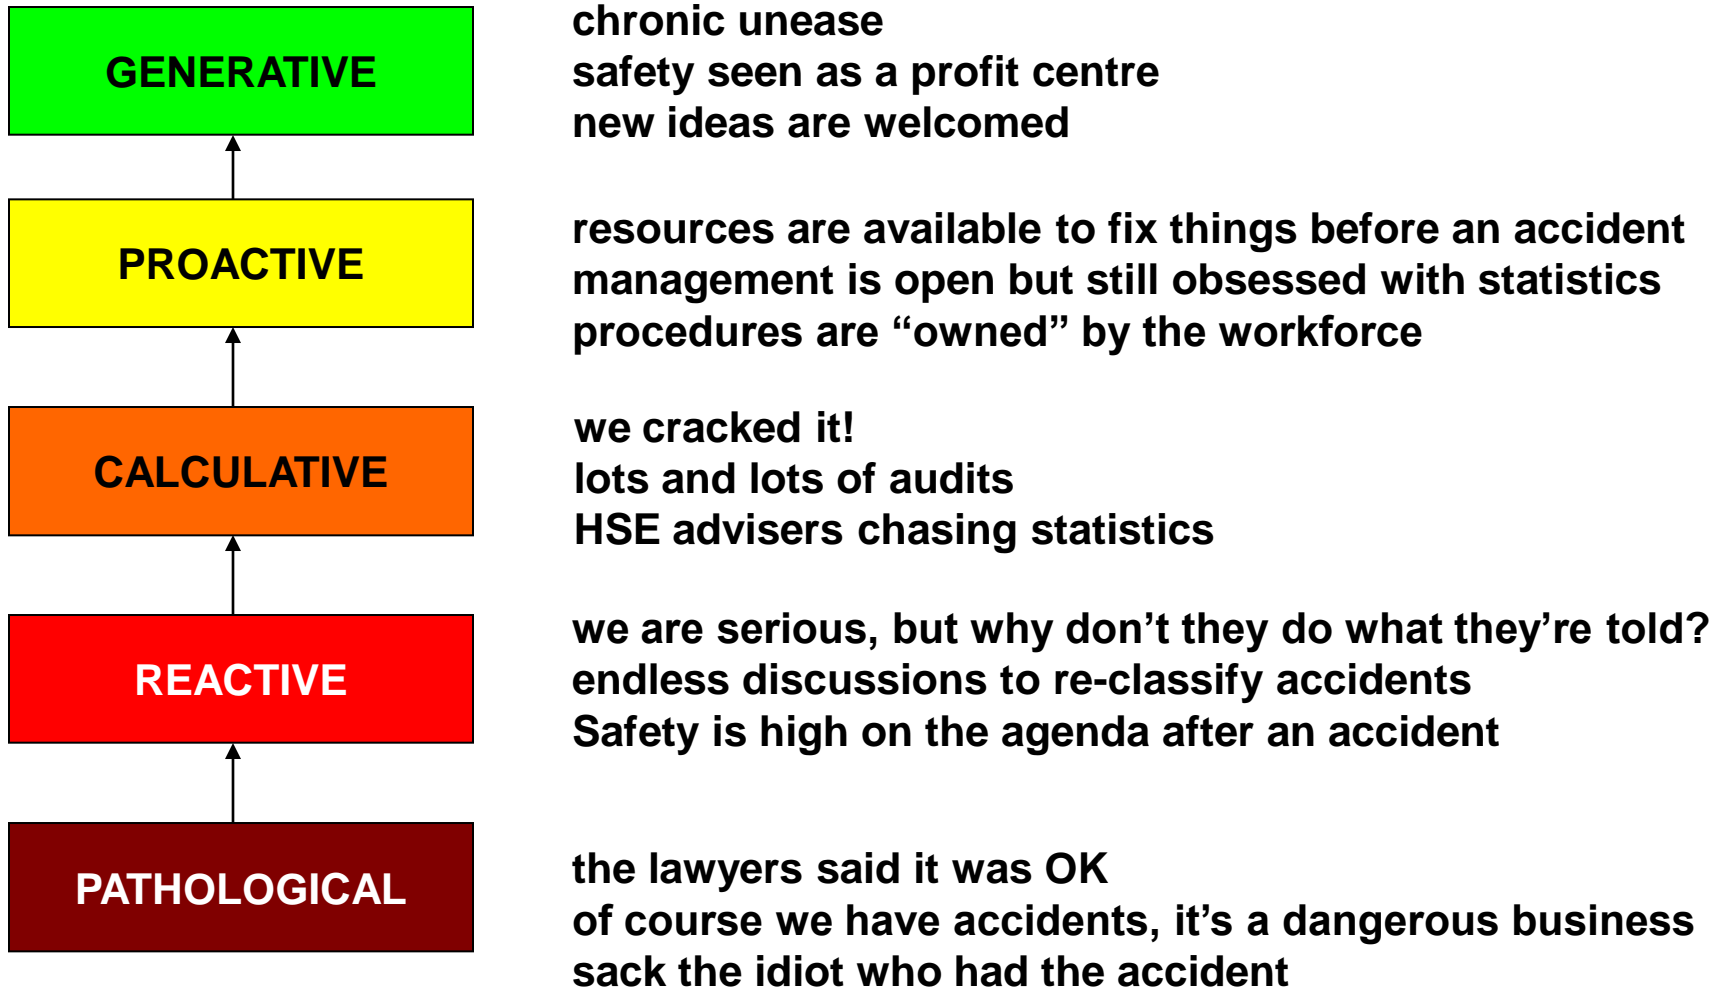 GENERATIVE
chronic unease
safety seen as a profit centre
new ideas are welcomed
PROACTIVE
resources are available to fix things before an accident
management is open but still obsessed with statistics
procedures are “owned” by the workforce
CALCULATIVE
we cracked it!
lots and lots of audits
HSE advisers chasing statistics
REACTIVE
we are serious, but why don’t they do what they’re told?
endless discussions to re-classify accidents
Safety is high on the agenda after an accident
PATHOLOGICAL
the lawyers said it was OK
of course we have accidents, it’s a dangerous business
sack the idiot who had the accident